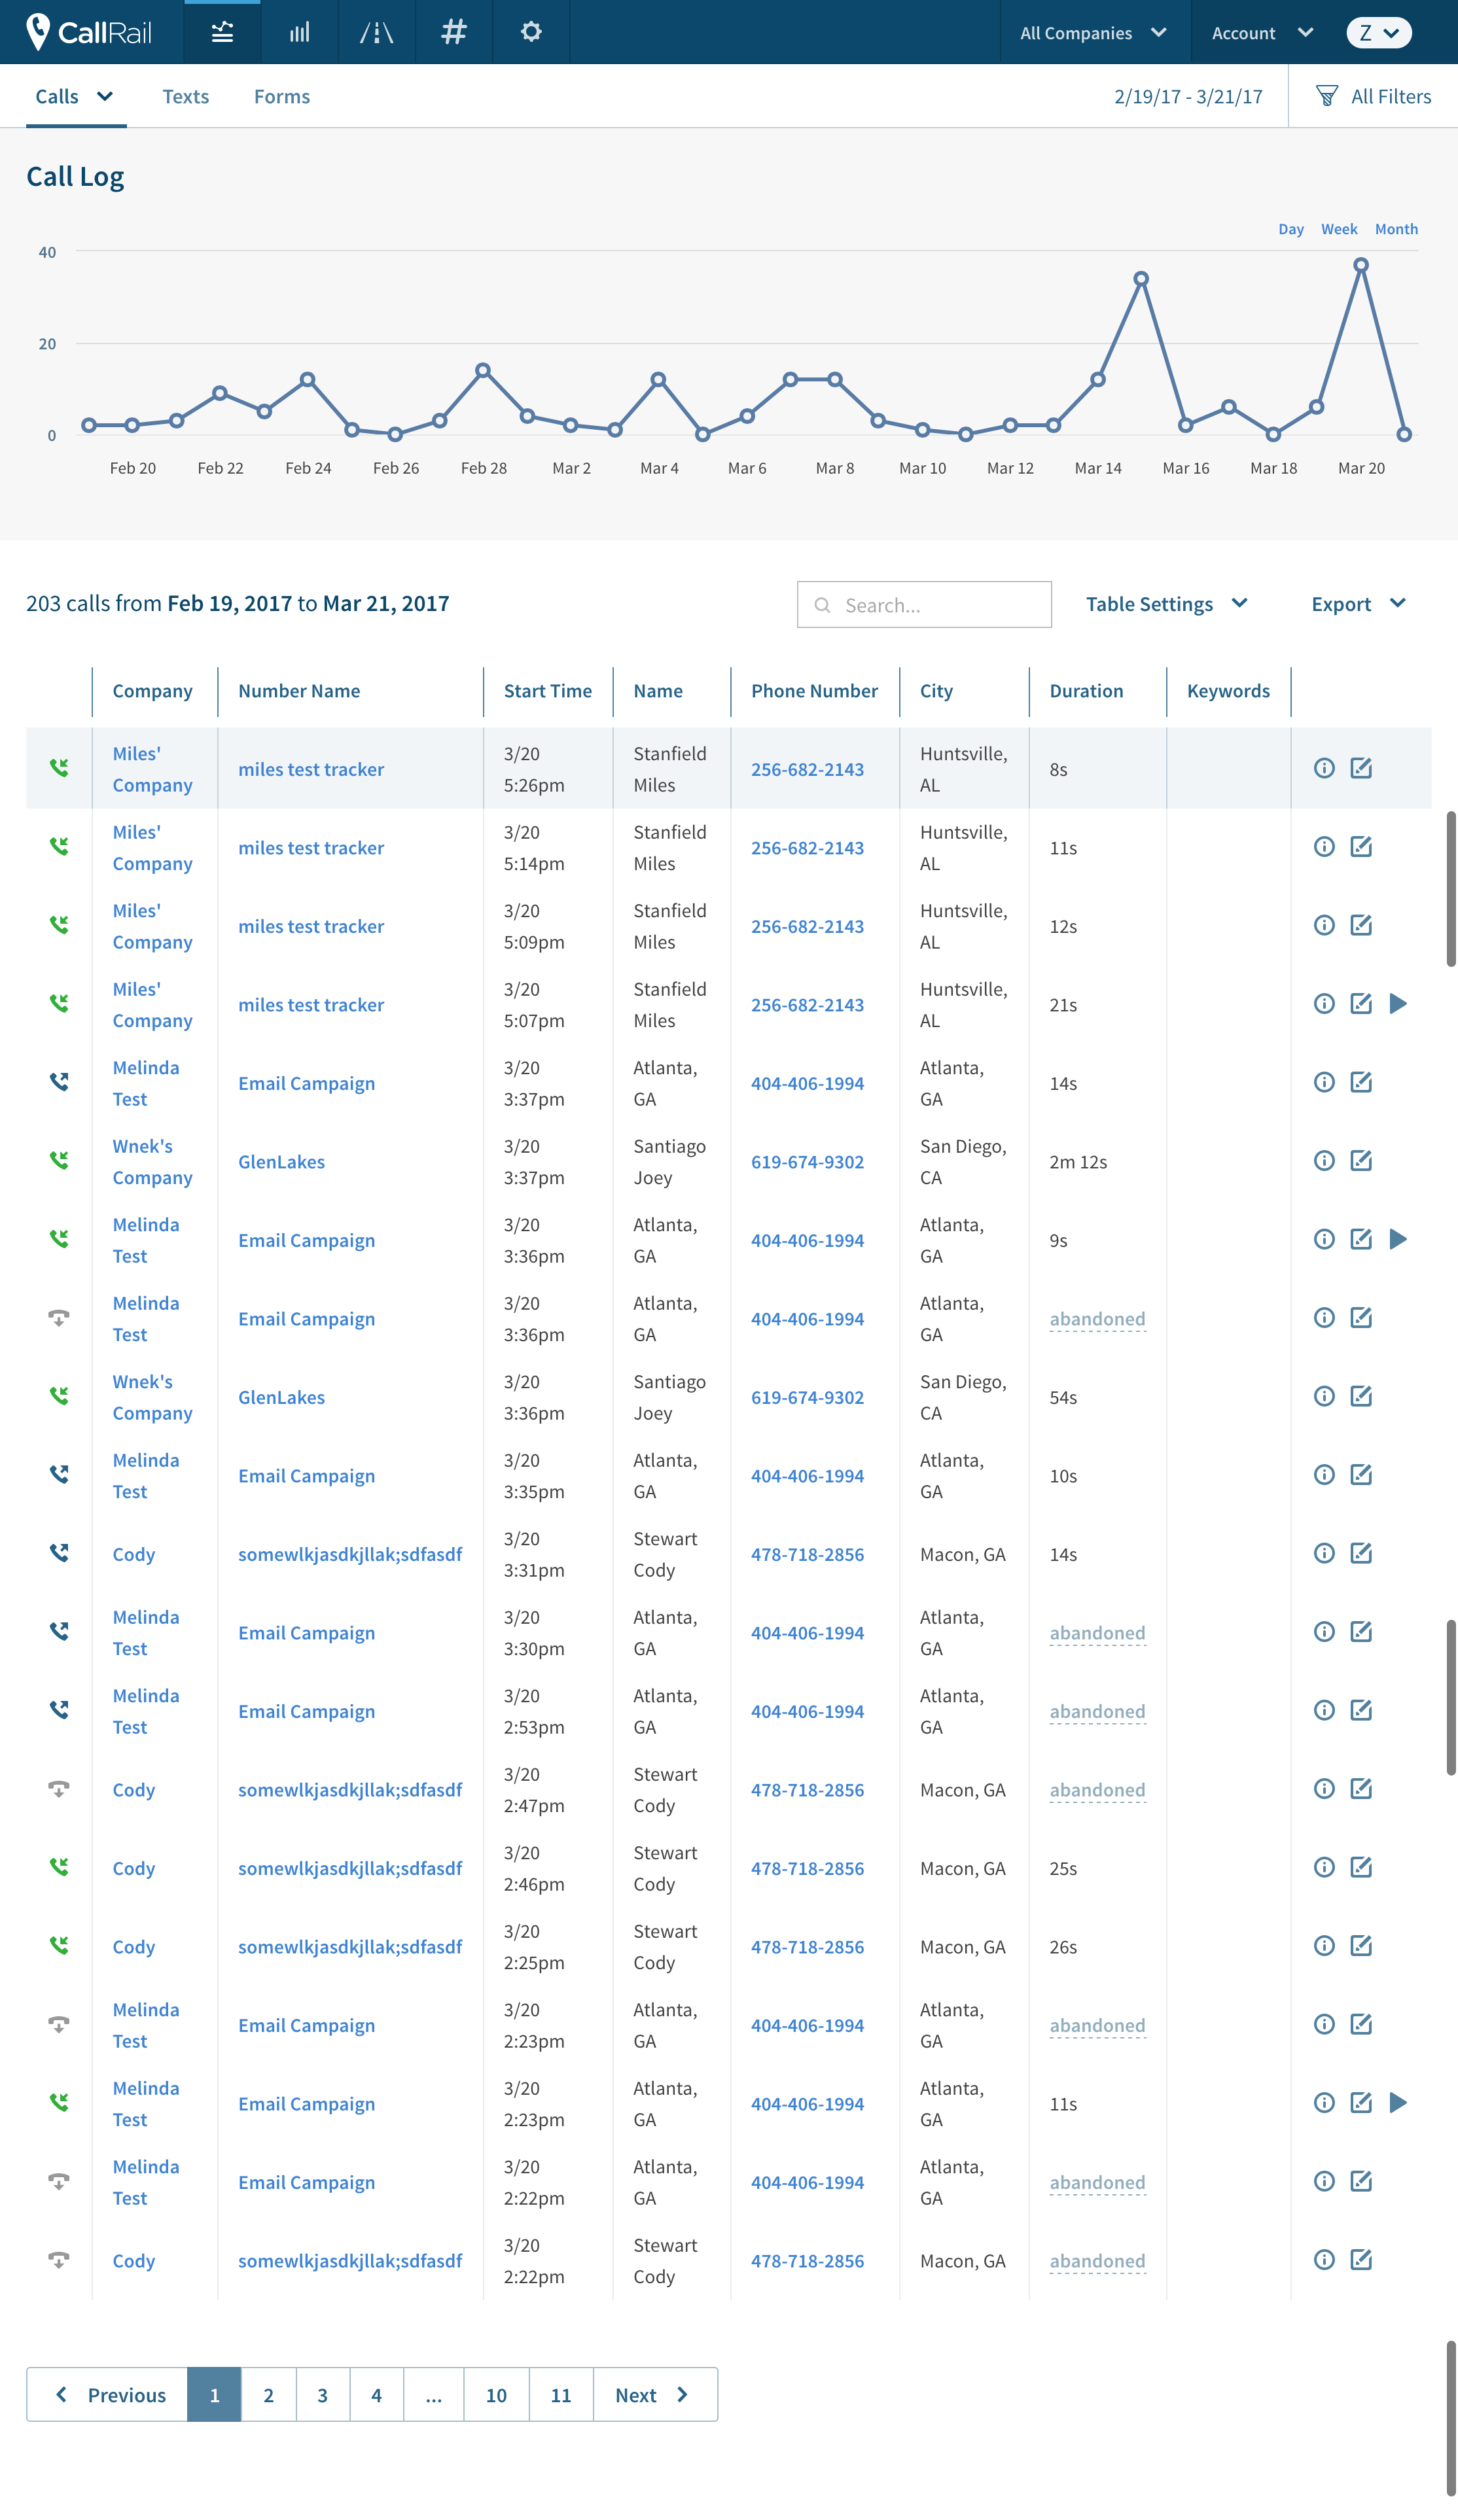 CallRail
All Companies Account Z
Calls Texts Forms 2/19/17 - 3/21/17 All Filters
Call Log
Day Week Month
40
20
0
Feb 20 Feb 22 Feb 24 Feb 26 Feb 28 Mar 2 Mar 4 Mar 6 Mar 8 Mar 10 Mar 12 Mar 14 Mar 16 Mar 18 Mar 20
203 calls from Feb 19, 2017 to Mar 21, 2017 Search... Table Settings Export
Company Number Name Start Time Name Phone Number City Duration Keywords
Miles' 3/20 Stanfield Huntsville,
miles test tracker 256-682-2143 8s
Company 5:26pm Miles AL
Miles' 3/20 Stanfield Huntsville,
miles test tracker 256-682-2143 11s
Company 5:14pm Miles AL
Miles' 3/20 Stanfield Huntsville,
miles test tracker 256-682-2143 12s
Company 5:09pm Miles AL
Miles' 3/20 Stanfield Huntsville,
miles test tracker 256-682-2143 21s
Company 5:07pm Miles AL
Melinda 3/20 Atlanta, Atlanta,
Email Campaign 404-406-1994 14s
Test 3:37pm GA GA
Wnek's 3/20 Santiago San Diego,
GlenLakes 619-674-9302 2m 12s
Company 3:37pm Joey CA
Melinda 3/20 Atlanta, Atlanta,
Email Campaign 404-406-1994 9s
Test 3:36pm GA GA
Melinda 3/20 Atlanta, Atlanta,
Email Campaign 404-406-1994 abandoned
Test 3:36pm GA GA
Wnek's 3/20 Santiago San Diego,
GlenLakes 619-674-9302 54s
Company 3:36pm Joey CA
Melinda 3/20 Atlanta, Atlanta,
Email Campaign 404-406-1994 10s
Test 3:35pm GA GA
3/20 Stewart
Cody somewlkjasdkjllak;sdfasdf 478-718-2856 Macon, GA 14s
3:31pm Cody
Melinda 3/20 Atlanta, Atlanta,
Email Campaign 404-406-1994 abandoned
Test 3:30pm GA GA
Melinda 3/20 Atlanta, Atlanta,
Email Campaign 404-406-1994 abandoned
Test 2:53pm GA GA
3/20 Stewart
Cody somewlkjasdkjllak;sdfasdf 478-718-2856 Macon, GA abandoned
2:47pm Cody
3/20 Stewart
Cody somewlkjasdkjllak;sdfasdf 478-718-2856 Macon, GA 25s
2:46pm Cody
3/20 Stewart
Cody somewlkjasdkjllak;sdfasdf 478-718-2856 Macon, GA 26s
2:25pm Cody
Melinda 3/20 Atlanta, Atlanta,
Email Campaign 404-406-1994 abandoned
Test 2:23pm GA GA
Melinda 3/20 Atlanta, Atlanta,
Email Campaign 404-406-1994 11s
Test 2:23pm GA GA
Melinda 3/20 Atlanta, Atlanta,
Email Campaign 404-406-1994 abandoned
Test 2:22pm GA GA
3/20 Stewart
Cody somewlkjasdkjllak;sdfasdf 478-718-2856 Macon, GA abandoned
2:22pm Cody
Previous 1 2 3 4 ... 10 11 Next